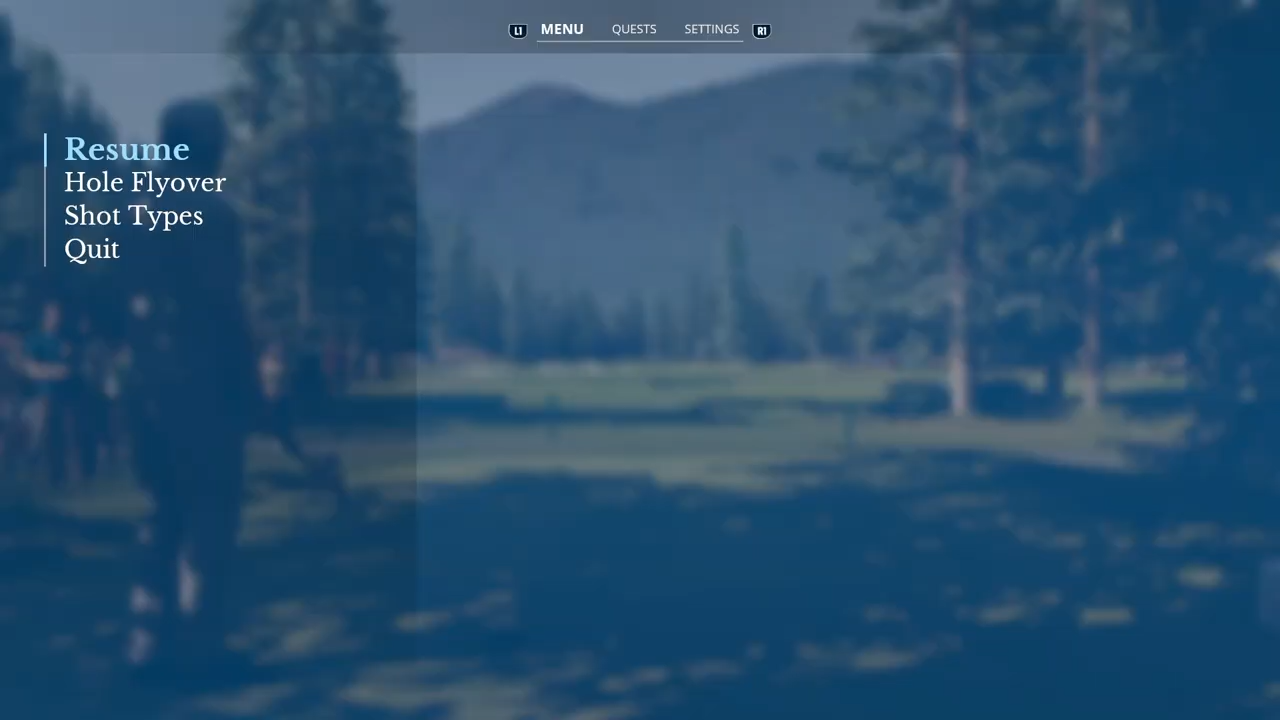 L1 MENU QUESTS SETTINGS R1
Resume
Hole Flyover
Shot Types
Quit